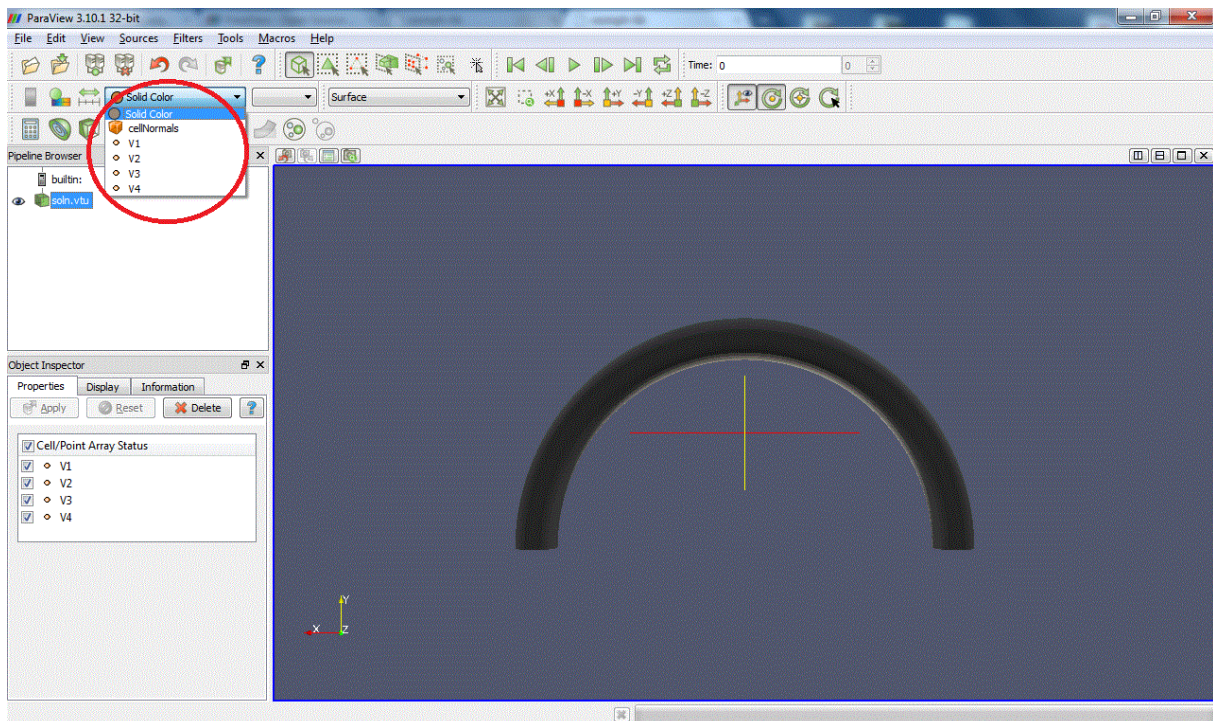 ParaView 3.10.1 32-bit
File Edit View Sources Filters Tools Macros Help
Time: 0 0
Solid Color Surface
Solid Color
cellNormals
V1
V2
V3
V4
Pipeline Browser
builtin:
soln.vtu
Object Inspector
Properties Display Information
Apply Reset Delete ?
Cell/Point Array Status
V1
V2
V3
V4
Y
X Z